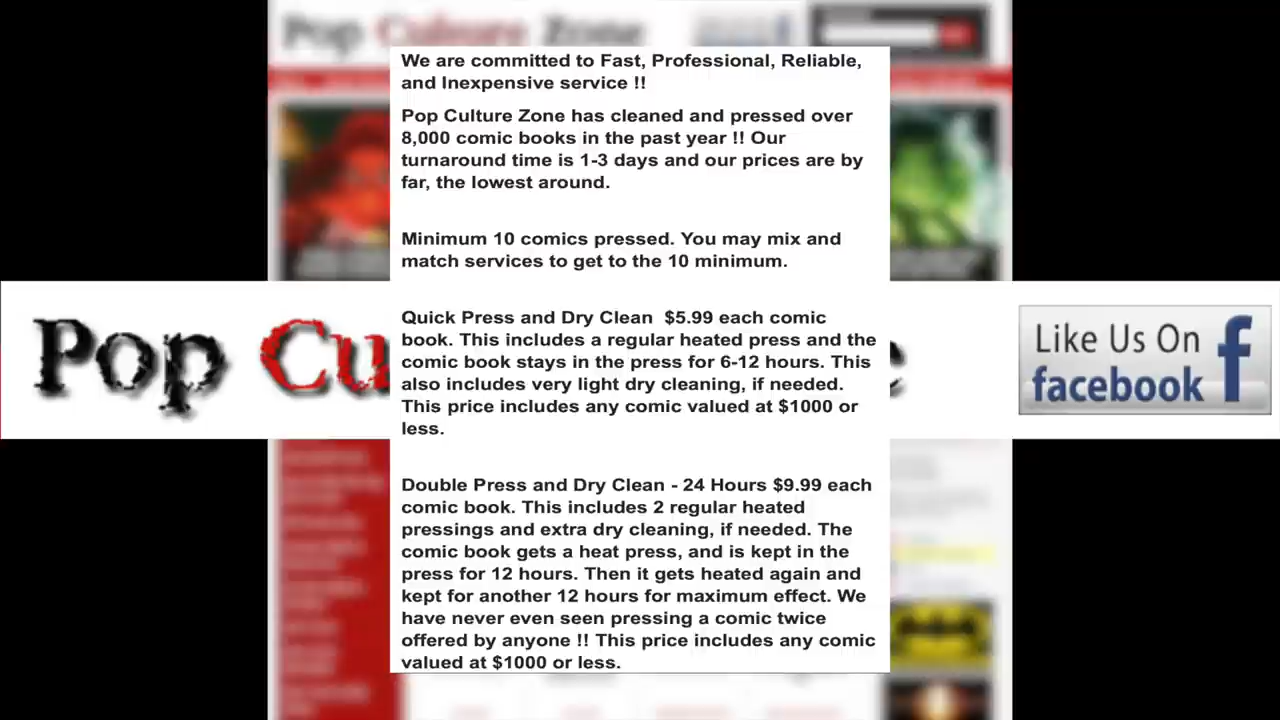 Pop Culture Zone
We are committed to Fast, Professional, Reliable,
and Inexpensive service !!
Pop Culture Zone has cleaned and pressed over
8,000 comic books in the past year !! Our
turnaround time is 1-3 days and our prices are by
far, the lowest around.
Minimum 10 comics pressed. You may mix and
match services to get to the 10 minimum.
Quick Press and Dry Clean $5.99 each comic
book. This includes a regular heated press and the
comic book stays in the press for 6-12 hours. This
also includes very light dry cleaning, if needed.
This price includes any comic valued at $1000 or
less.
Pop Cu
e
Like Us On
facebook
Double Press and Dry Clean - 24 Hours $9.99 each
comic book. This includes 2 regular heated
pressings and extra dry cleaning, if needed. The
comic book gets a heat press, and is kept in the
press for 12 hours. Then it gets heated again and
kept for another 12 hours for maximum effect. We
have never even seen pressing a comic twice
offered by anyone !! This price includes any comic
valued at $1000 or less.